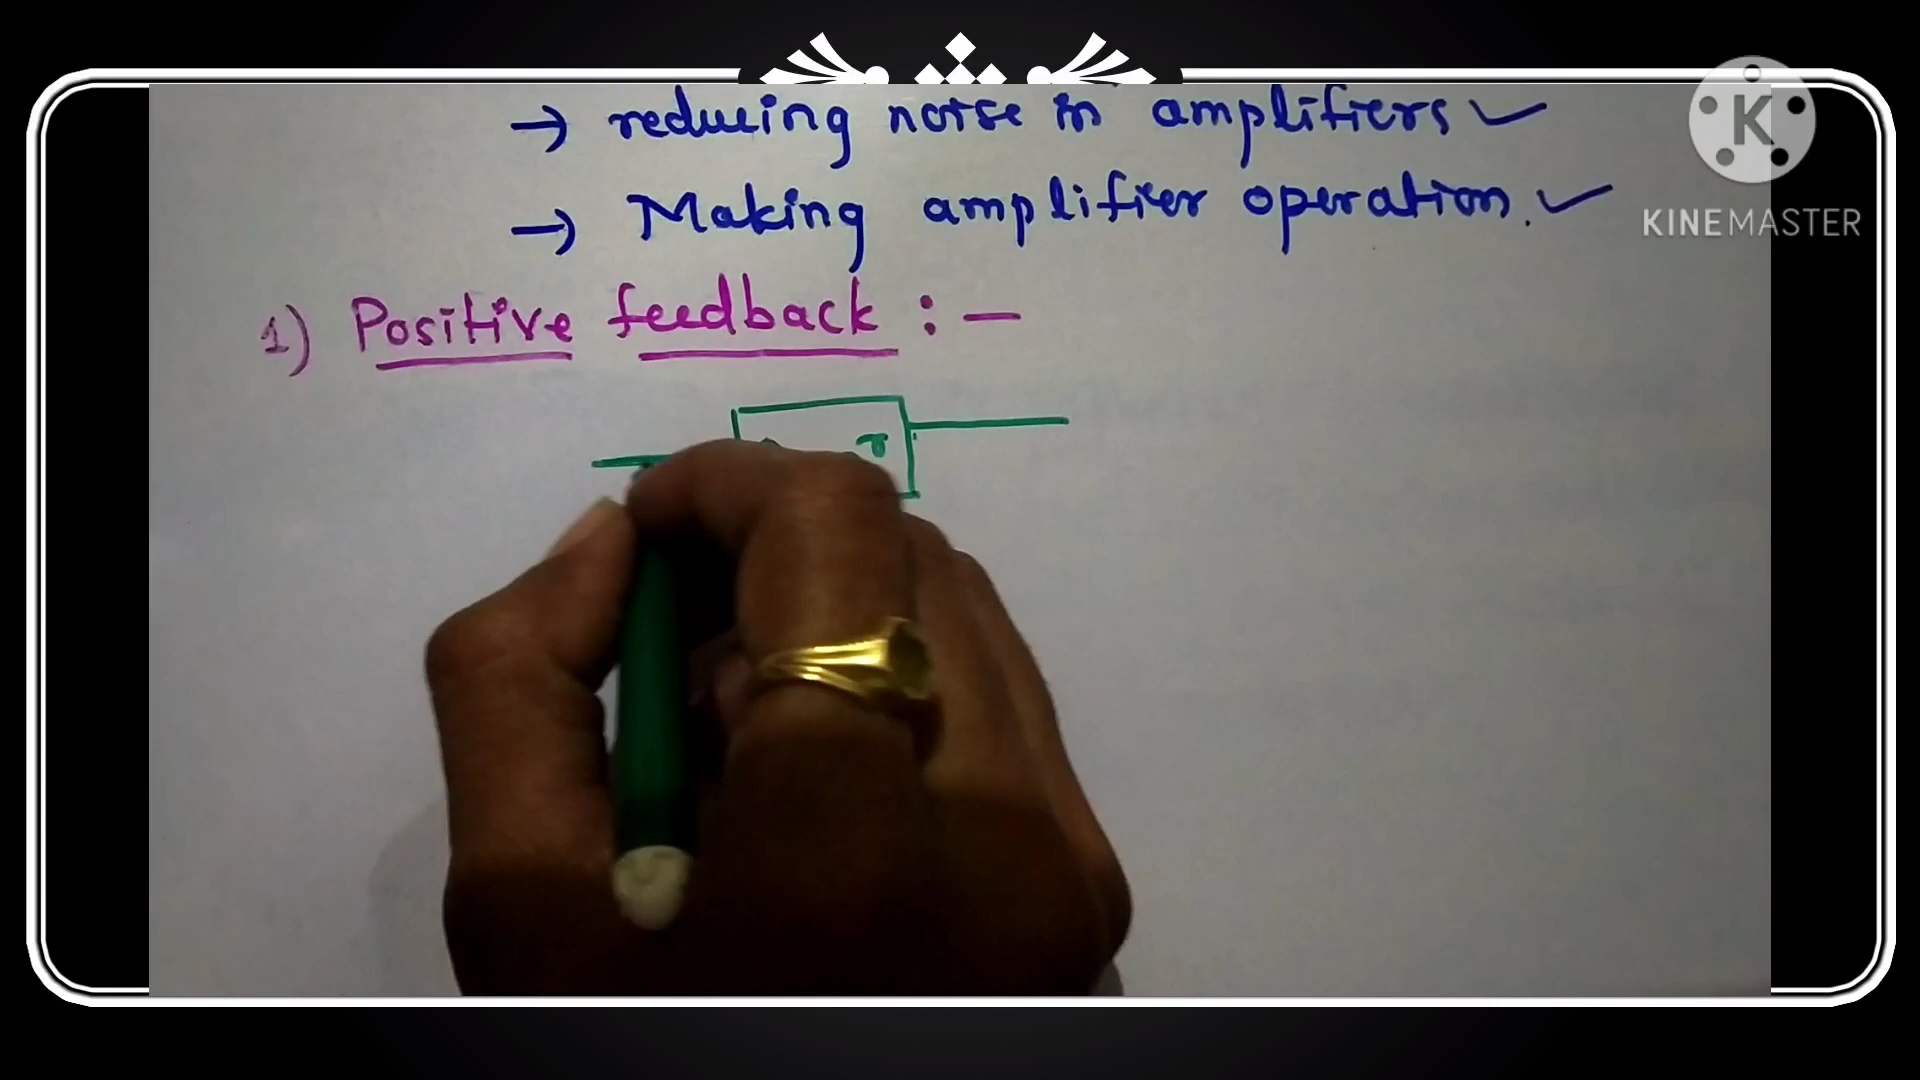 → reducing noise in amplifiers ✓
→ Making amplifier operation. ✓
K
KINEMASTER
1) Positive feedback : —